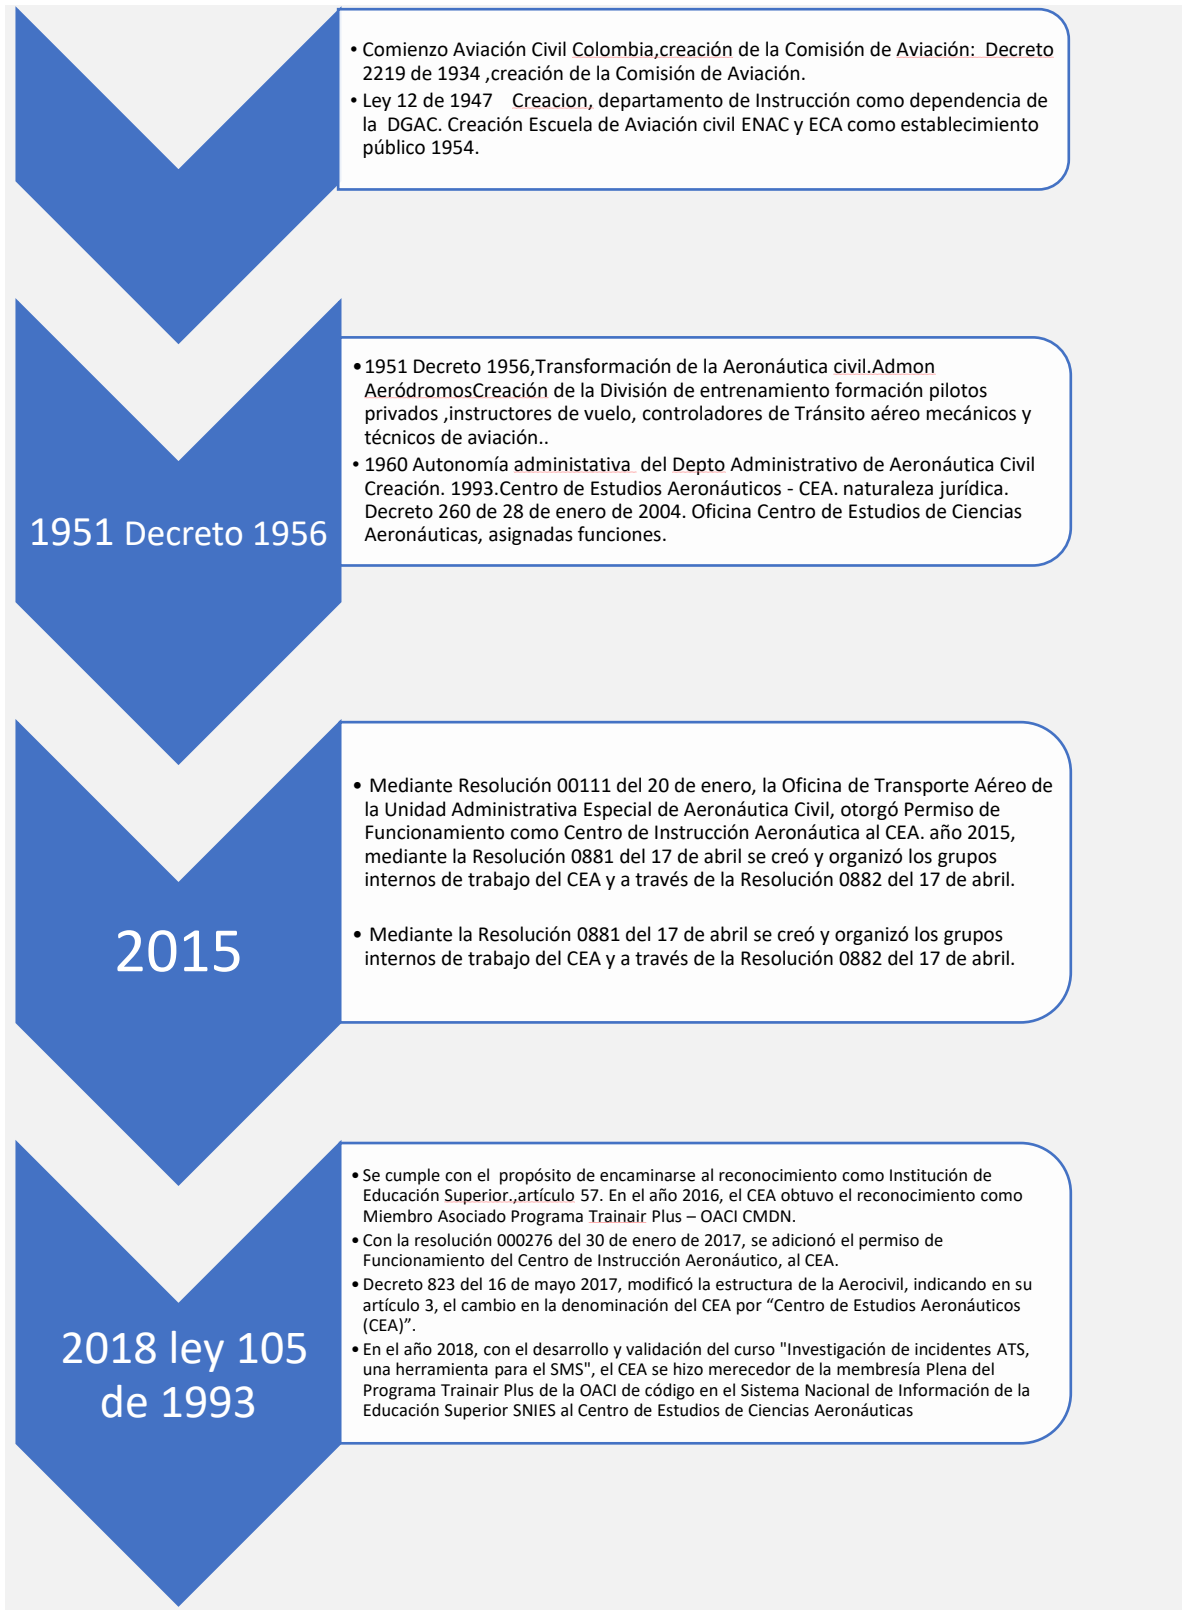 • Comienzo Aviación Civil Colombia,creación de la Comisión de Aviación: Decreto
2219 de 1934 ,creación de la Comisión de Aviación.
• Ley 12 de 1947 Creacion, departamento de Instrucción como dependencia de
la DGAC. Creación Escuela de Aviación civil ENAC y ECA como establecimiento
público 1954.
1951 Decreto 1956
• 1951 Decreto 1956,Transformación de la Aeronáutica civil.Admon
AeródromosCreación de la División de entrenamiento formación pilotos
privados ,instructores de vuelo, controladores de Tránsito aéreo mecánicos y
técnicos de aviación..
• 1960 Autonomía administativa del Depto Administrativo de Aeronáutica Civil
Creación. 1993.Centro de Estudios Aeronáuticos - CEA. naturaleza jurídica.
Decreto 260 de 28 de enero de 2004. Oficina Centro de Estudios de Ciencias
Aeronáuticas, asignadas funciones.
2015
• Mediante Resolución 00111 del 20 de enero, la Oficina de Transporte Aéreo de
la Unidad Administrativa Especial de Aeronáutica Civil, otorgó Permiso de
Funcionamiento como Centro de Instrucción Aeronáutica al CEA. año 2015,
mediante la Resolución 0881 del 17 de abril se creó y organizó los grupos
internos de trabajo del CEA y a través de la Resolución 0882 del 17 de abril.
• Mediante la Resolución 0881 del 17 de abril se creó y organizó los grupos
internos de trabajo del CEA y a través de la Resolución 0882 del 17 de abril.
2018 ley 105
de 1993
• Se cumple con el propósito de encaminarse al reconocimiento como Institución de
Educación Superior.,artículo 57. En el año 2016, el CEA obtuvo el reconocimiento como
Miembro Asociado Programa Trainair Plus – OACI CMDN.
• Con la resolución 000276 del 30 de enero de 2017, se adicionó el permiso de
Funcionamiento del Centro de Instrucción Aeronáutico, al CEA.
• Decreto 823 del 16 de mayo 2017, modificó la estructura de la Aerocivil, indicando en su
artículo 3, el cambio en la denominación del CEA por “Centro de Estudios Aeronáuticos
(CEA)”.
• En el año 2018, con el desarrollo y validación del curso "Investigación de incidentes ATS,
una herramienta para el SMS", el CEA se hizo merecedor de la membresía Plena del
Programa Trainair Plus de la OACI de código en el Sistema Nacional de Información de la
Educación Superior SNIES al Centro de Estudios de Ciencias Aeronáuticas